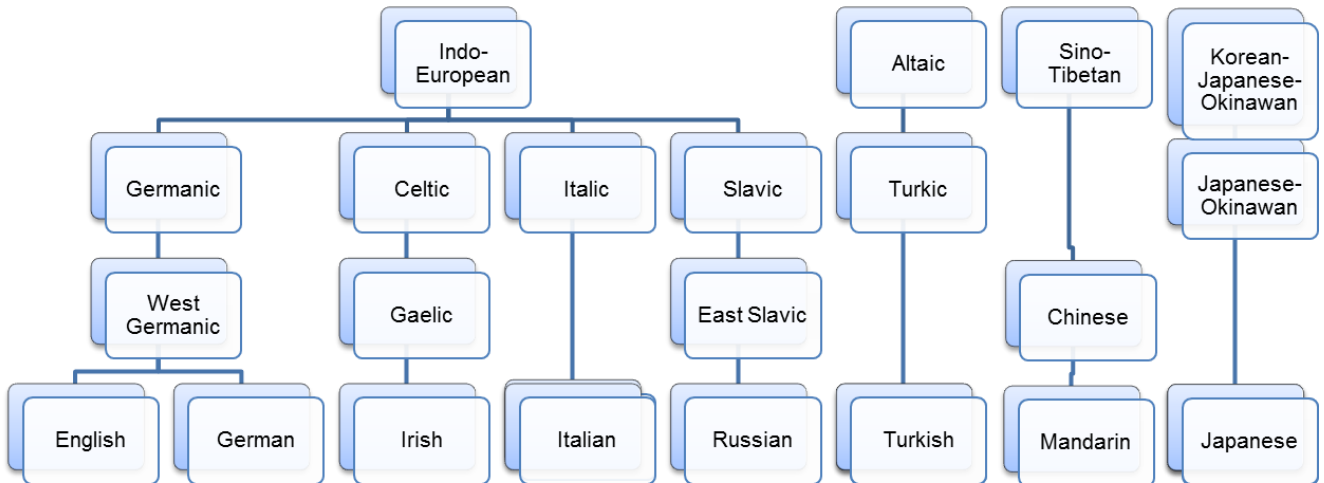 Indo-
European
Altaic
Sino-
Tibetan
Korean-
Japanese-
Okinawan
Germanic
Celtic
Italic
Slavic
Turkic
Japanese-
Okinawan
West
Germanic
Gaelic
East Slavic
Chinese
English
German
Irish
Italian
Russian
Turkish
Mandarin
Japanese